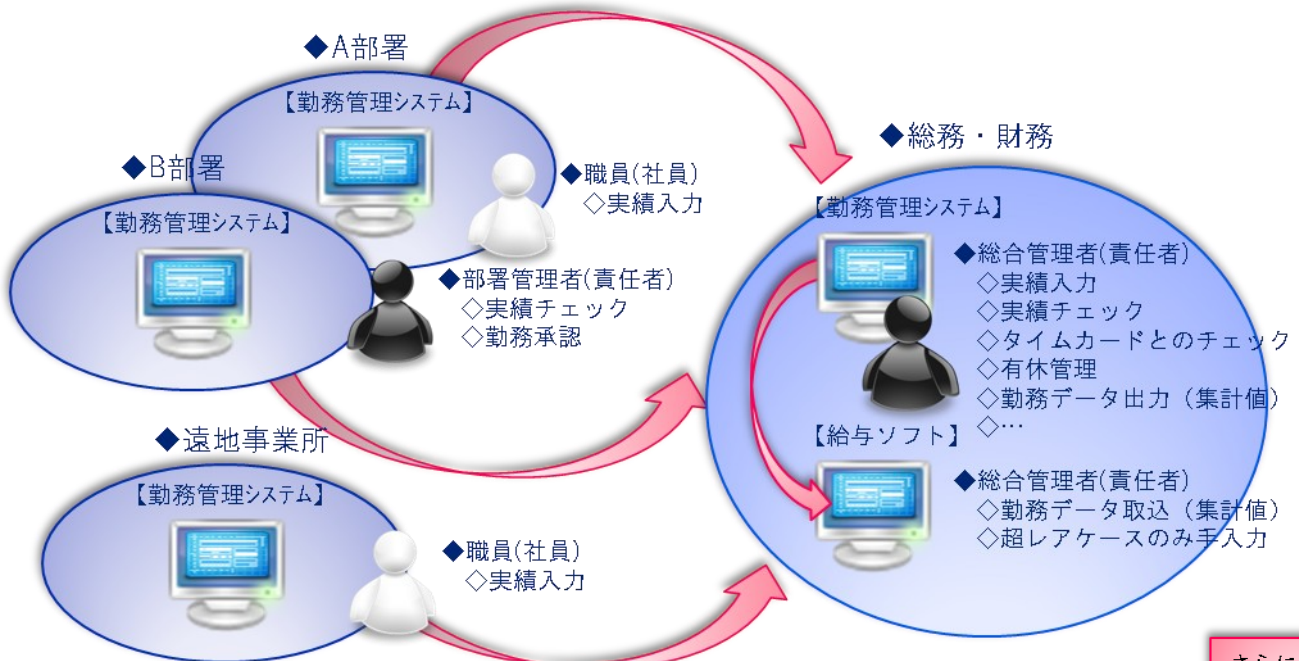 ◆A部署
【勤務管理システム】
◆職員(社員)
◇実績入力
◆B部署
【勤務管理システム】
◆部署管理者(責任者)
◇実績チェック
◇勤務承認
◆遠地事業所
【勤務管理システム】
◆職員(社員)
◇実績入力
◆総務・財務
【勤務管理システム】
◆総合管理者(責任者)
◇実績入力
◇実績チェック
◇タイムカードとのチェック
◇有休管理
◇勤務データ出力（集計値）
◇…
【給与ソフト】
◆総合管理者(責任者)
◇勤務データ取込（集計値）
◇超レアケースのみ手入力